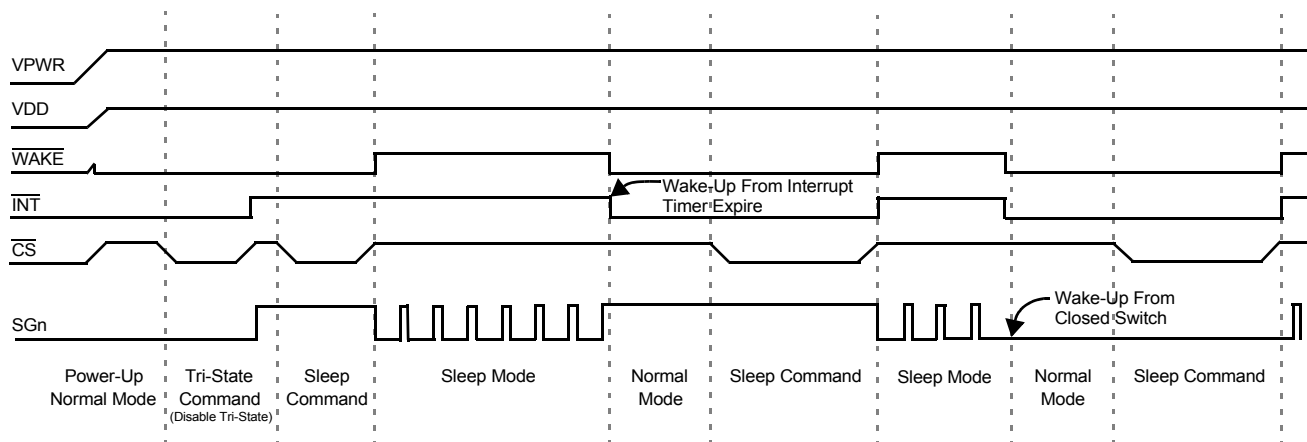 VPWR
VDD
WAKE
INT
Wake-Up From Interrupt
Timer Expire
CS
SGn
Wake-Up From
Closed Switch
Power-Up
Normal Mode
Tri-State
Command
(Disable Tri-State)
Sleep
Command
Sleep Mode
Normal
Mode
Sleep Command
Sleep Mode
Normal
Mode
Sleep Command